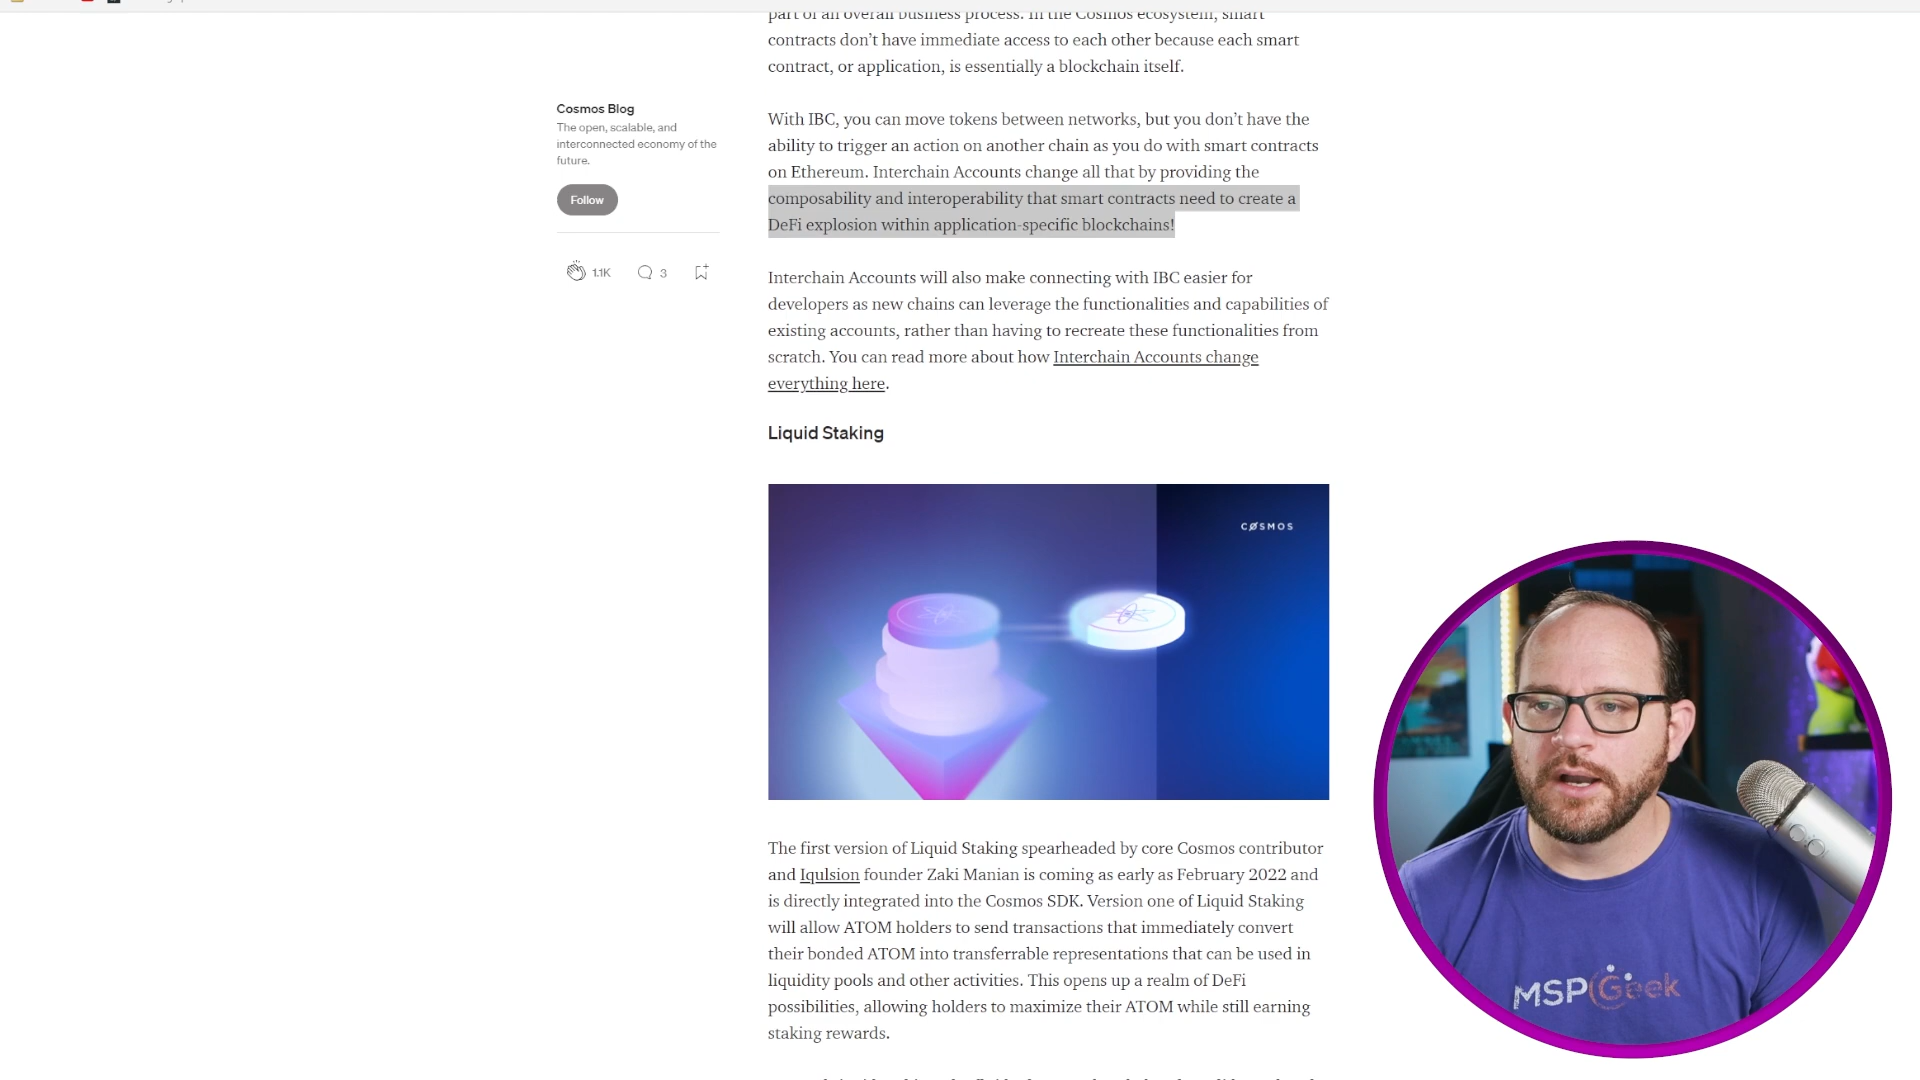 part of an overall business process. In the Cosmos ecosystem, smart
contracts don’t have immediate access to each other because each smart
contract, or application, is essentially a blockchain itself.
Cosmos Blog
The open, scalable, and
interconnected economy of the
future.
Follow
1.1K
3
With IBC, you can move tokens between networks, but you don’t have the
ability to trigger an action on another chain as you do with smart contracts
on Ethereum. Interchain Accounts change all that by providing the
composability and interoperability that smart contracts need to create a
DeFi explosion within application-specific blockchains!
Interchain Accounts will also make connecting with IBC easier for
developers as new chains can leverage the functionalities and capabilities of
existing accounts, rather than having to recreate these functionalities from
scratch. You can read more about how Interchain Accounts change
everything here.
Liquid Staking
CØSMOS
The first version of Liquid Staking spearheaded by core Cosmos contributor
and Iqulsion founder Zaki Manian is coming as early as February 2022 and
is directly integrated into the Cosmos SDK. Version one of Liquid Staking
will allow ATOM holders to send transactions that immediately convert
their bonded ATOM into transferrable representations that can be used in
liquidity pools and other activities. This opens up a realm of DeFi
possibilities, allowing holders to maximize their ATOM while still earning
staking rewards.
MSP(Geek